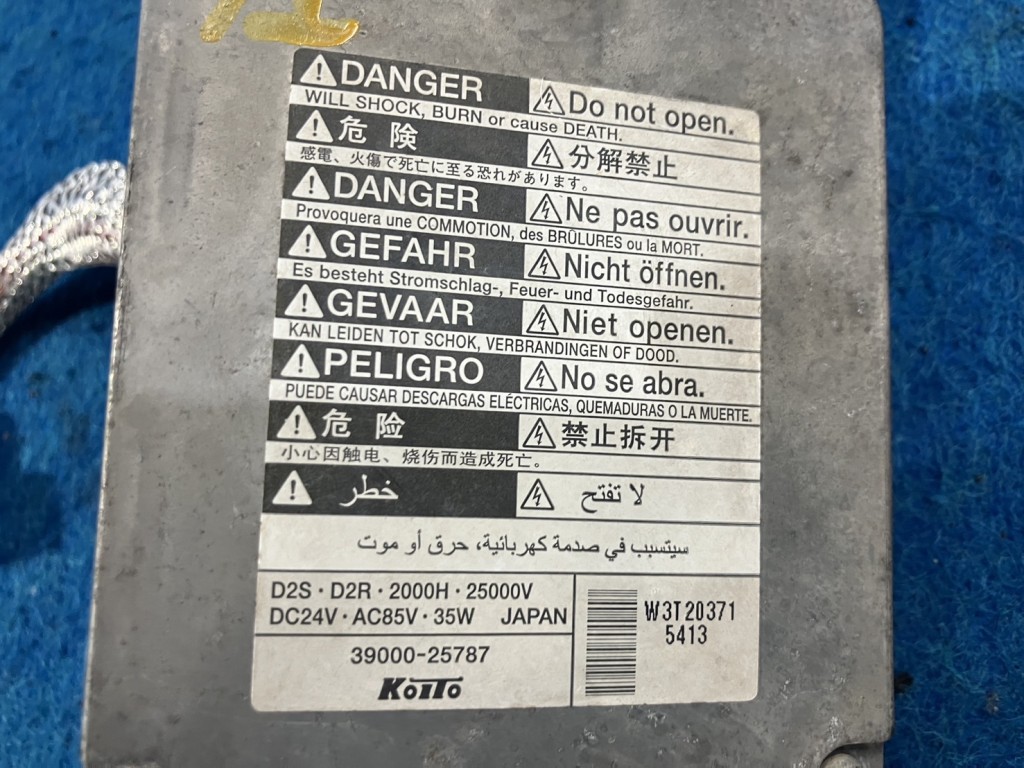 DANGER Do not open.
WILL SHOCK, BURN or cause DEATH.
危 険 分解禁止
感電、火傷で死亡に至る恐れがあります。
DANGER Ne pas ouvrir.
Provoquera une COMMOTION, des BRÛLURES ou la MORT.
GEFAHR Nicht öffnen.
Es besteht Stromschlag-, Feuer- und Todesgefahr.
GEVAAR Niet openen.
KAN LEIDEN TOT SCHOK, VERBRANDINGEN OF DOOD.
PELIGRO No se abra.
PUEDE CAUSAR DESCARGAS ELÉCTRICAS, QUEMADURAS O LA MUERTE.
危 险 禁止拆开
小心因触电、烧伤而造成死亡。
خطر لا تفتح
سيتسبب في صدمة كهربائية، حرق أو موت
D2S · D2R · 2000H · 25000V
DC24V · AC85V · 35W JAPAN
39000-25787
KOITO
W3T20371
5413